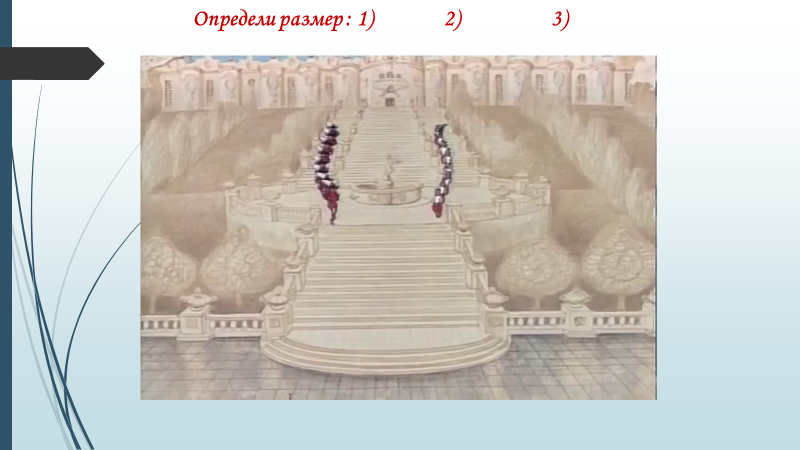 Определи размер : 1) 2) 3)